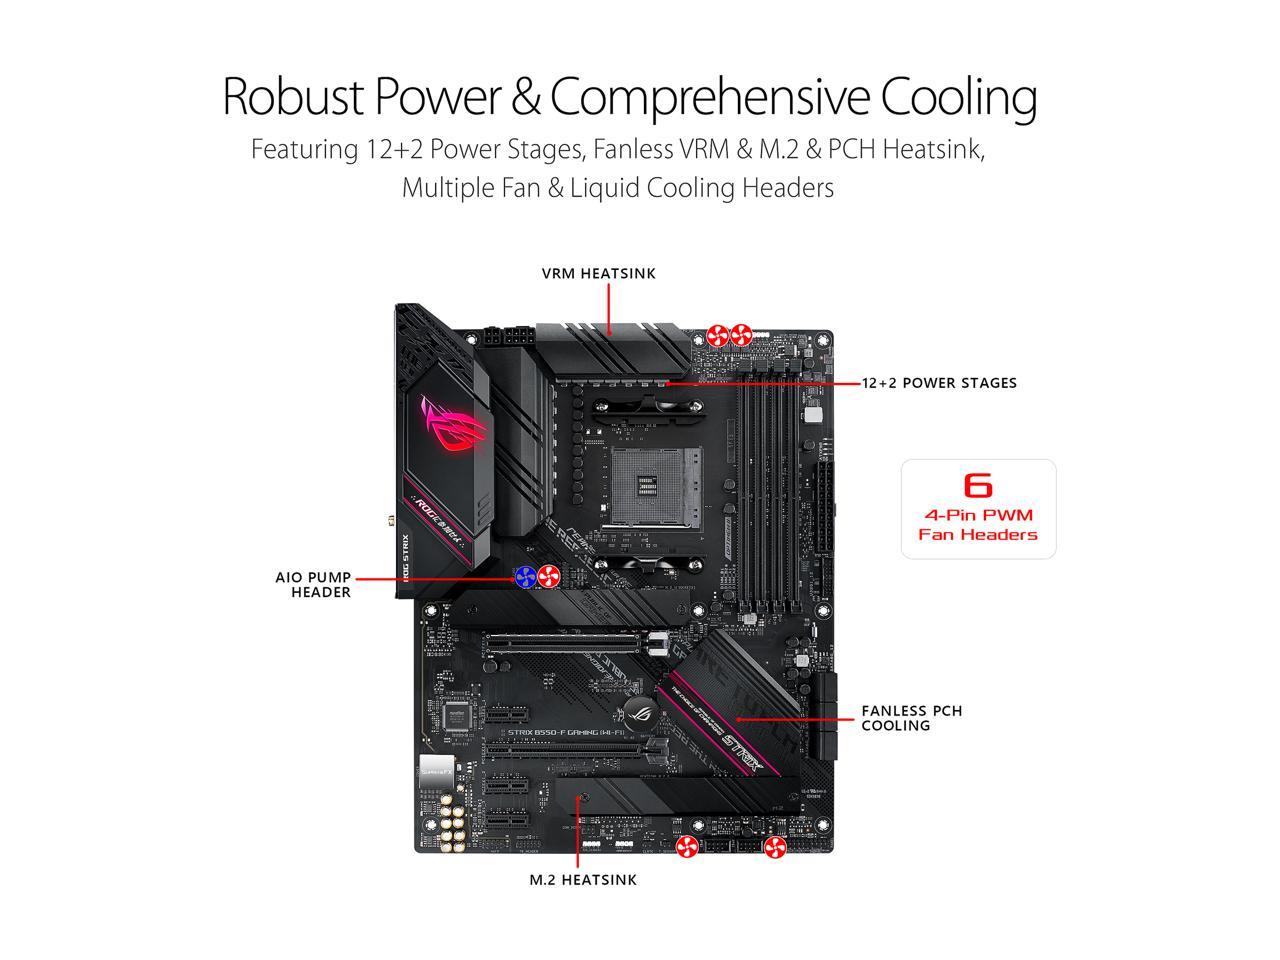 Robust Power & Comprehensive Cooling
Featuring 12+2 Power Stages, Fanless VRM & M.2 & PCH Heatsink,
Multiple Fan & Liquid Cooling Headers
VRM HEATSINK
12+2 POWER STAGES
6
4-Pin PWM
Fan Headers
AIO PUMP
HEADER
ROG STRIX
FANLESS PCH
COOLING
STRIX B550-F GAMING (WI-FI)
STRIX
SupremeFX
M.2 HEATSINK